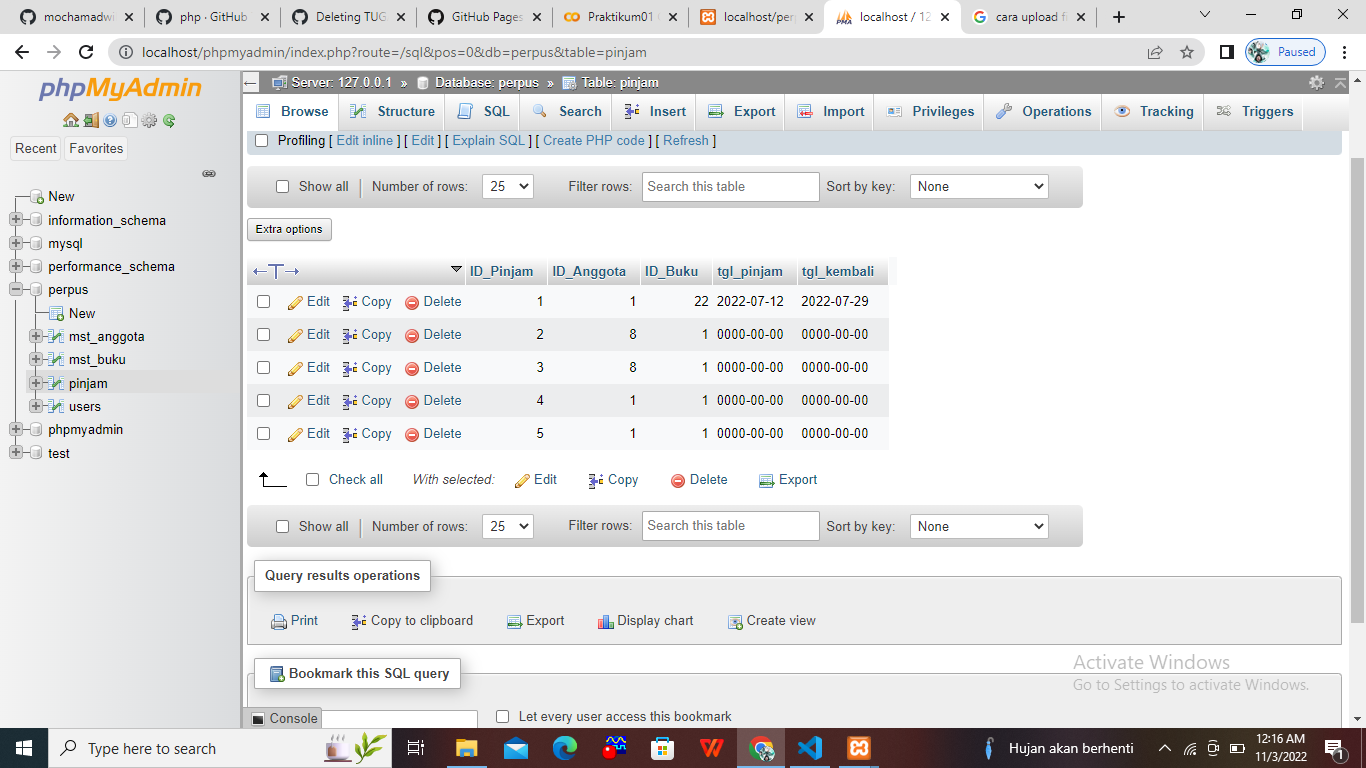 mochamadwi
php · GitHub
Deleting TUG
GitHub Pages
Praktikum01
localhost/perp
localhost / 12
cara upload f
localhost/phpmyadmin/index.php?route=/sql&pos=0&db=perpus&table=pinjam
Paused
phpMyAdmin
Recent Favorites
New
information_schema
mysql
performance_schema
perpus
New
mst_anggota
mst_buku
pinjam
users
phpmyadmin
test
Server: 127.0.0.1 » Database: perpus » Table: pinjam
Browse Structure SQL Search Insert Export Import Privileges Operations Tracking Triggers
Profiling [ Edit inline ] [ Edit ] [ Explain SQL ] [ Create PHP code ] [ Refresh ]
Show all Number of rows: 25 Filter rows: Search this table Sort by key: None
Extra options
ID_Pinjam ID_Anggota ID_Buku tgl_pinjam tgl_kembali
Edit Copy Delete 1 1 22 2022-07-12 2022-07-29
Edit Copy Delete 2 8 1 0000-00-00 0000-00-00
Edit Copy Delete 3 8 1 0000-00-00 0000-00-00
Edit Copy Delete 4 1 1 0000-00-00 0000-00-00
Edit Copy Delete 5 1 1 0000-00-00 0000-00-00
Check all With selected: Edit Copy Delete Export
Show all Number of rows: 25 Filter rows: Search this table Sort by key: None
Query results operations
Print Copy to clipboard Export Display chart Create view
Bookmark this SQL query
Activate Windows
Go to Settings to activate Windows.
Console
Let every user access this bookmark
Type here to search
Hujan akan berhenti
12:16 AM
11/3/2022
1